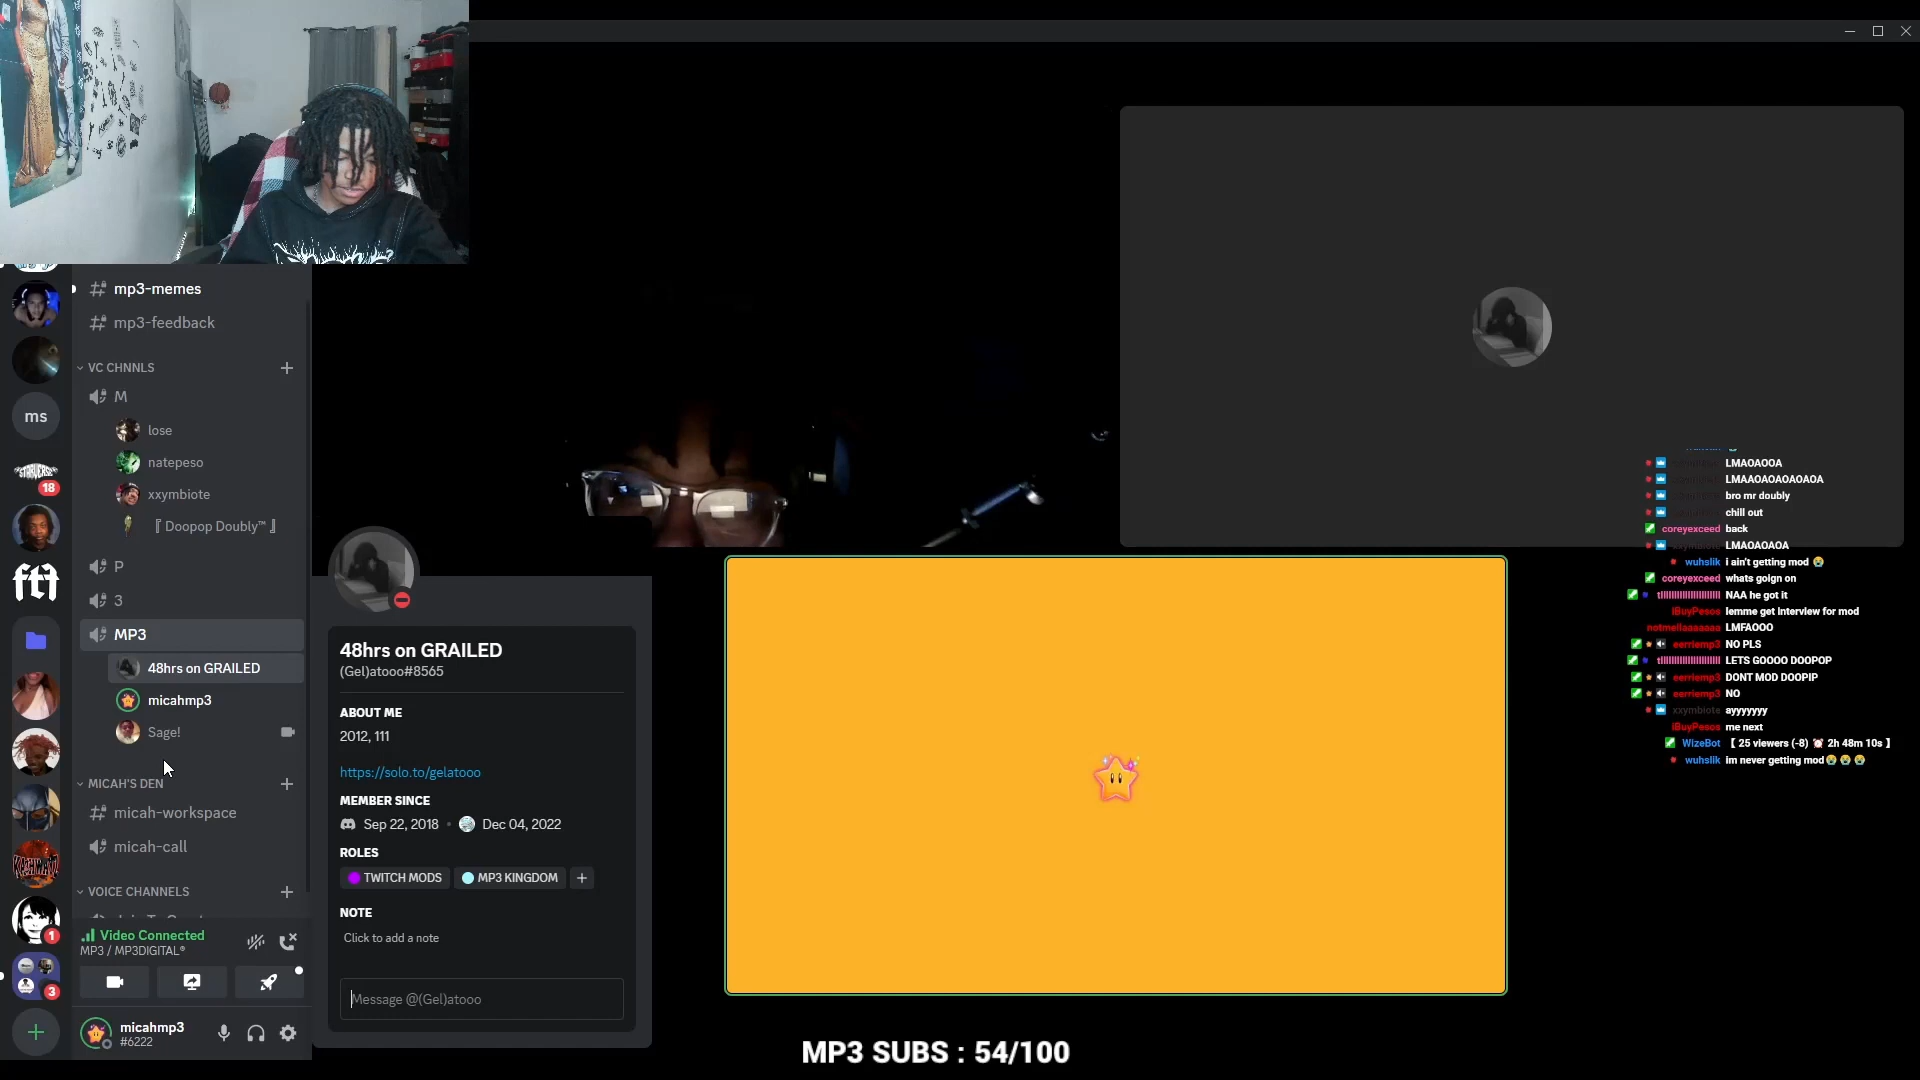 mp3-memes
mp3-feedback
VC CHNNLS
M
lose
natepeso
xxymbiote
『 Doopop Doubly™ 』
P
3
MP3
48hrs on GRAILED
micahmp3
Sage!
MICAH'S DEN
micah-workspace
micah-call
VOICE CHANNELS
Video Connected
MP3 / MP3DIGITAL®
micahmp3
#6222
ms
STARVERSE
18
ftf
1
3
48hrs on GRAILED
(Gel)atooo#8565
ABOUT ME
2012, 111
https://solo.to/gelatooo
MEMBER SINCE
Sep 22, 2018 • Dec 04, 2022
ROLES
TWITCH MODS MP3 KINGDOM +
NOTE
Click to add a note
Message @(Gel)atooo
LMAOAOOA
LMAAOAOAOAOAOA
bro mr doubly
chill out
coreyexceed back
LMAOAOAOA
wuhslik i ain't getting mod 😭
coreyexceed whats goign on
NAA he got it
iBuyPesos lemme get interview for mod
LMFAOOO
eerriemp3 NO PLS
LETS GOOOO DOOPOP
eerriemp3 DONT MOD DOOPIP
eerriemp3 NO
xxymbiote ayyyyyyy
iBuyPesos me next
WizeBot 【 25 viewers (-8) ⏰ 2h 48m 10s 】
wuhslik im never getting mod😭 😭 😭
MP3 SUBS : 54/100